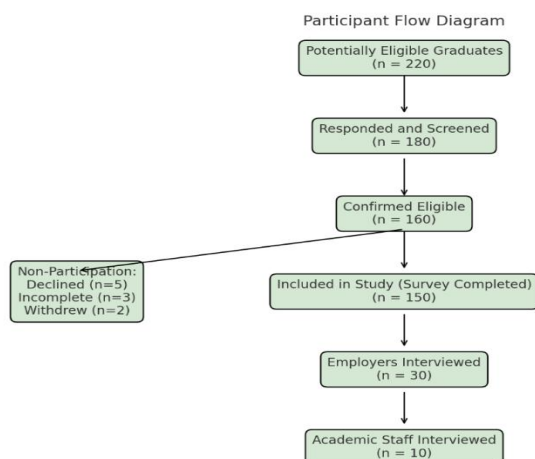 Participant Flow Diagram
Potentially Eligible Graduates
(n = 220)
Responded and Screened
(n = 180)
Confirmed Eligible
(n = 160)
Non-Participation:
Declined (n=5)
Incomplete (n=3)
Withdrew (n=2)
Included in Study (Survey Completed)
(n = 150)
Employers Interviewed
(n = 30)
Academic Staff Interviewed
(n = 10)